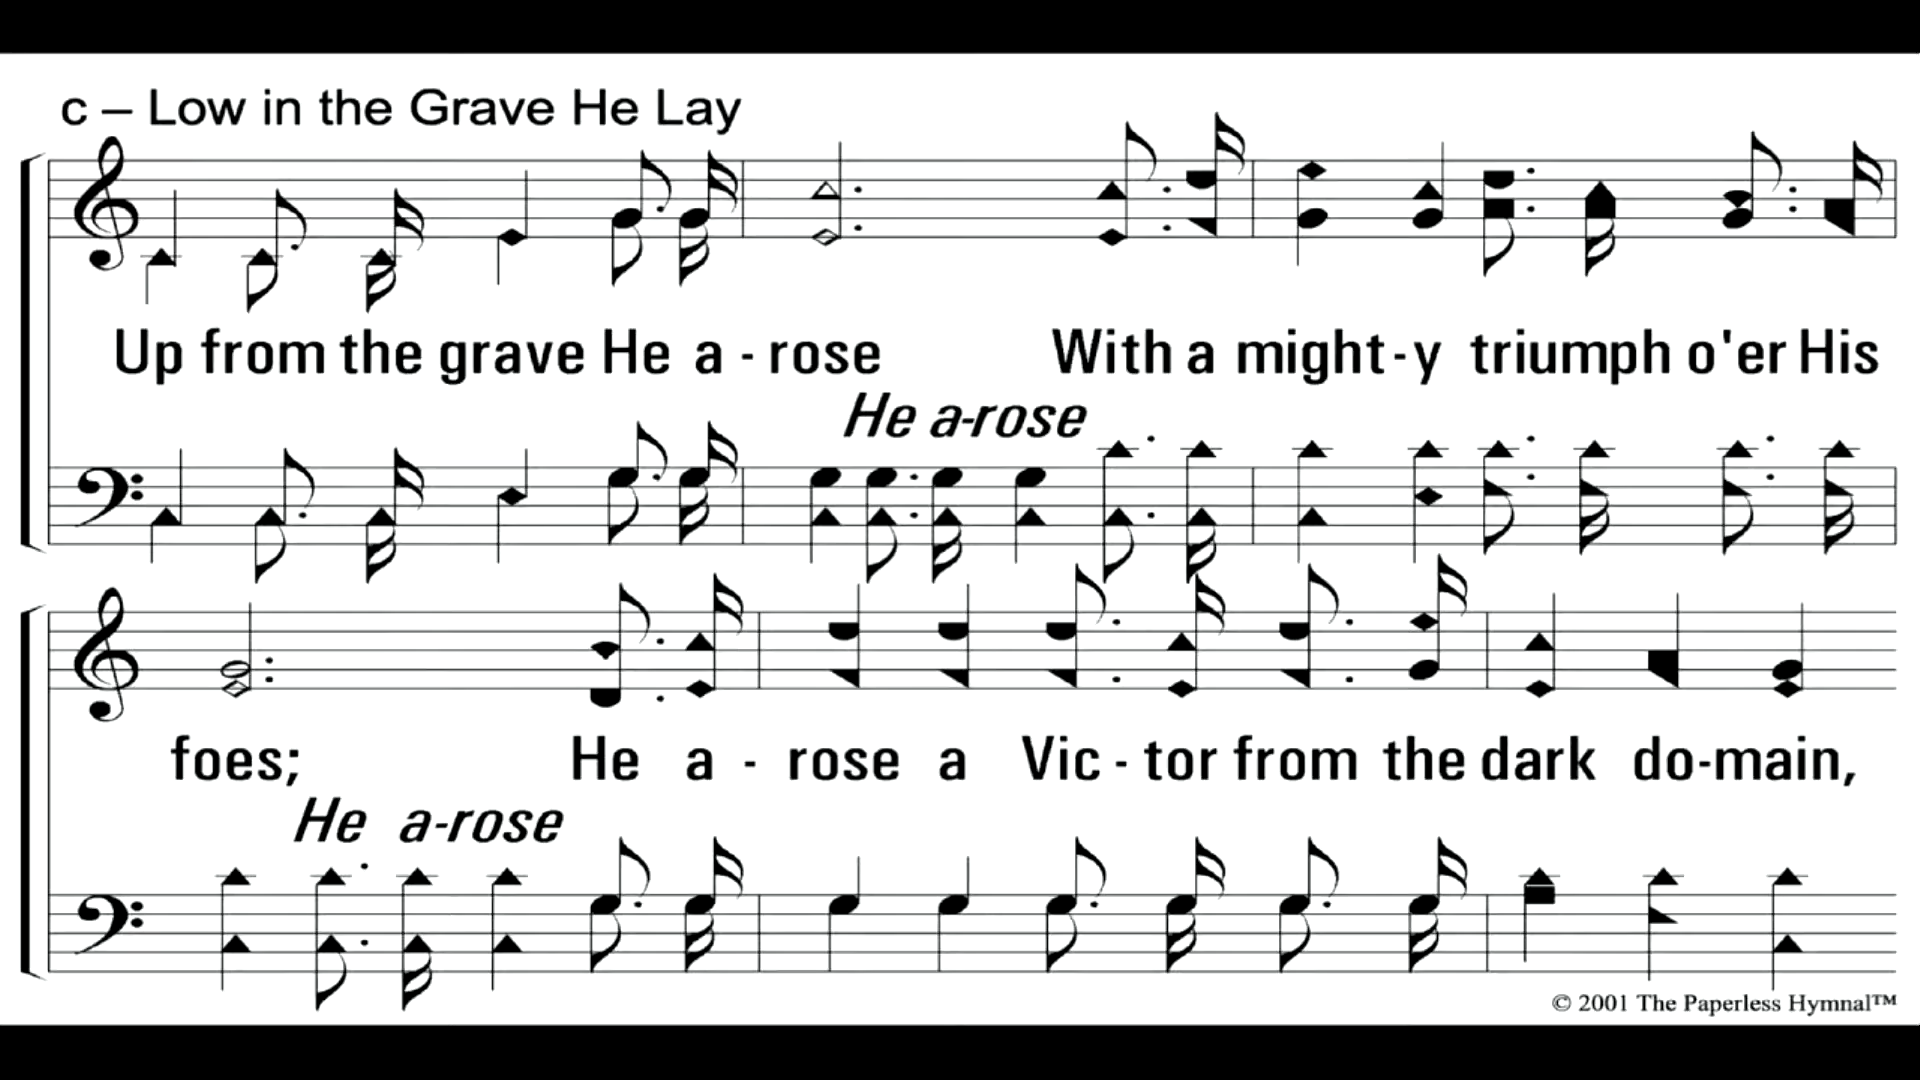 c – Low in the Grave He Lay
Up from the grave He a - rose With a might - y triumph o'er His
He a-rose
foes; He a - rose a Vic - tor from the dark do-main,
He a-rose
© 2001 The Paperless Hymnal™